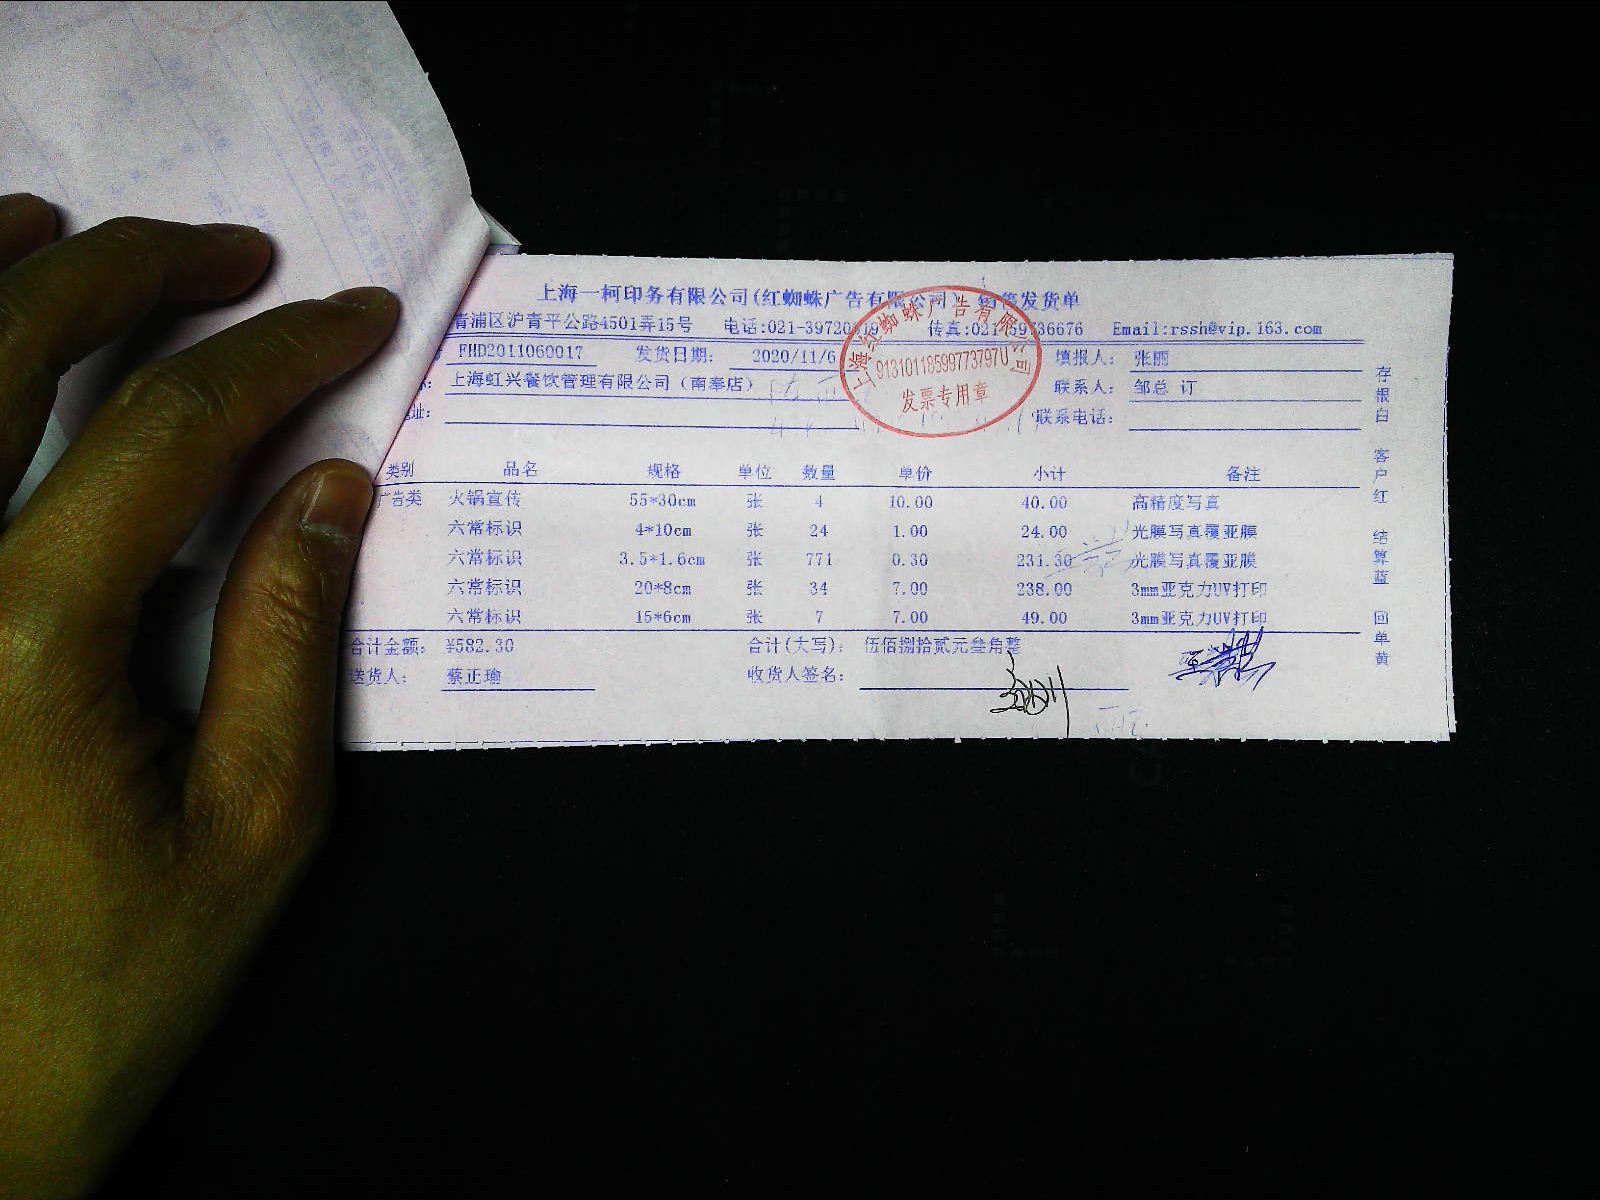 上海一柯印务有限公司(红蜘蛛广告有限公司) 销售发货单
青浦区沪青平公路4501弄15号 电话:021-39720 传真:021-59736676 Email:rssh@vip.163.com
FHD2011060017 发货日期: 2020/11/6 填报人: 张丽
上海虹兴餐饮管理有限公司(南奉店) 联系人: 邹总 订
址: 联系电话:
上海红蜘蛛广告有限公司
91310118599773797U
发票专用章
类别 品名 规格 单位 数量 单价 小计 备注
广告类 火锅宣传 55*30cm 张 4 10.00 40.00 高精度写真
六常标识 4*10cm 张 24 1.00 24.00 光膜写真覆亚膜
六常标识 3.5*1.6cm 张 771 0.30 231.30 光膜写真覆亚膜
六常标识 20*8cm 张 34 7.00 238.00 3mm亚克力UV打印
六常标识 15*6cm 张 7 7.00 49.00 3mm亚克力UV打印
合计金额: ¥582.30 合计(大写): 伍佰捌拾贰元叁角整
送货人: 蔡正瑜 收货人签名:
存根白 客户红 结算蓝 回单黄